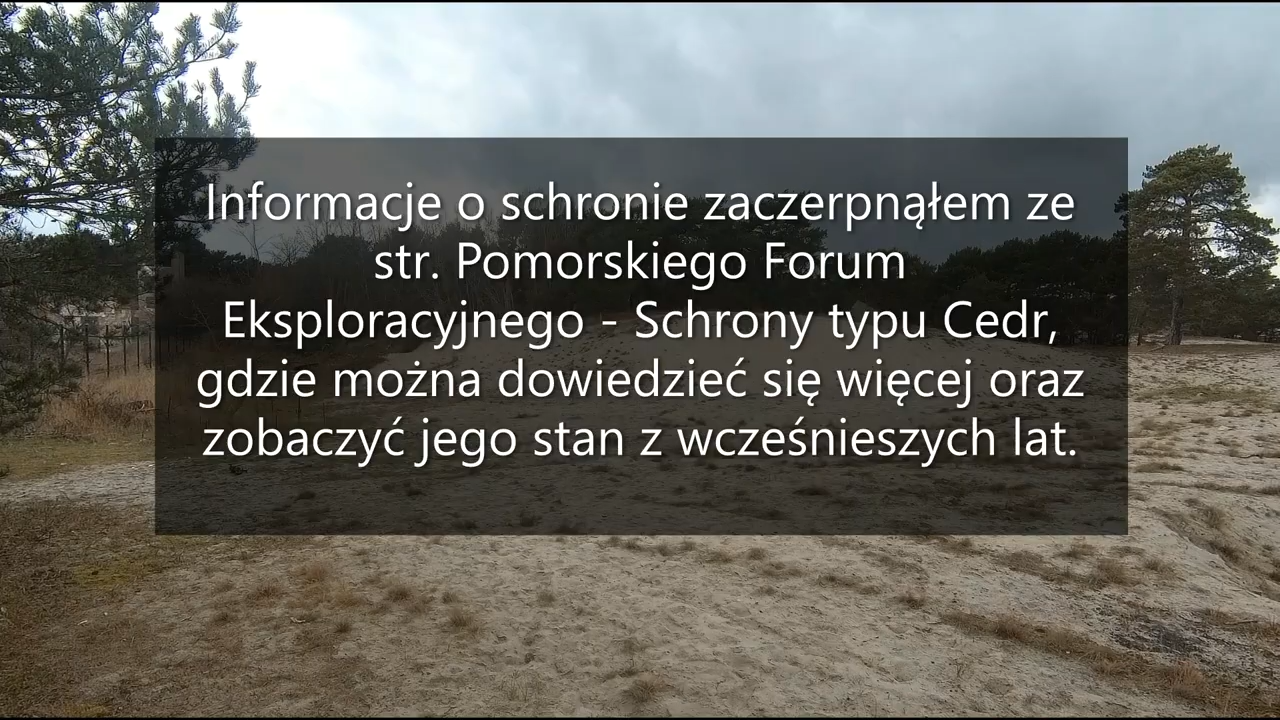 Informacje o schronie zaczerpnąłem ze
str. Pomorskiego Forum
Eksploracyjnego - Schrony typu Cedr,
gdzie można dowiedzieć się więcej oraz
zobaczyć jego stan z wcześnieszych lat.